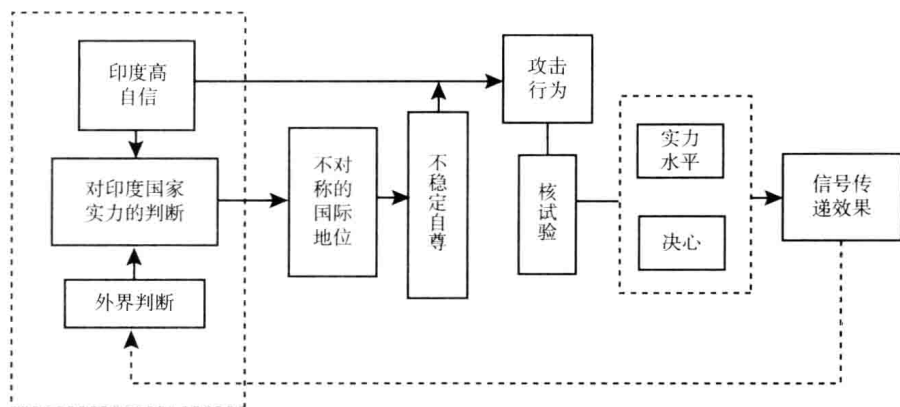 印度高
自信
对印度国家
实力的判断
外界判断
不对
称的
国际
地位
不稳定自尊
攻击
行为
核试验
实力
水平
决心
信号传
递效果